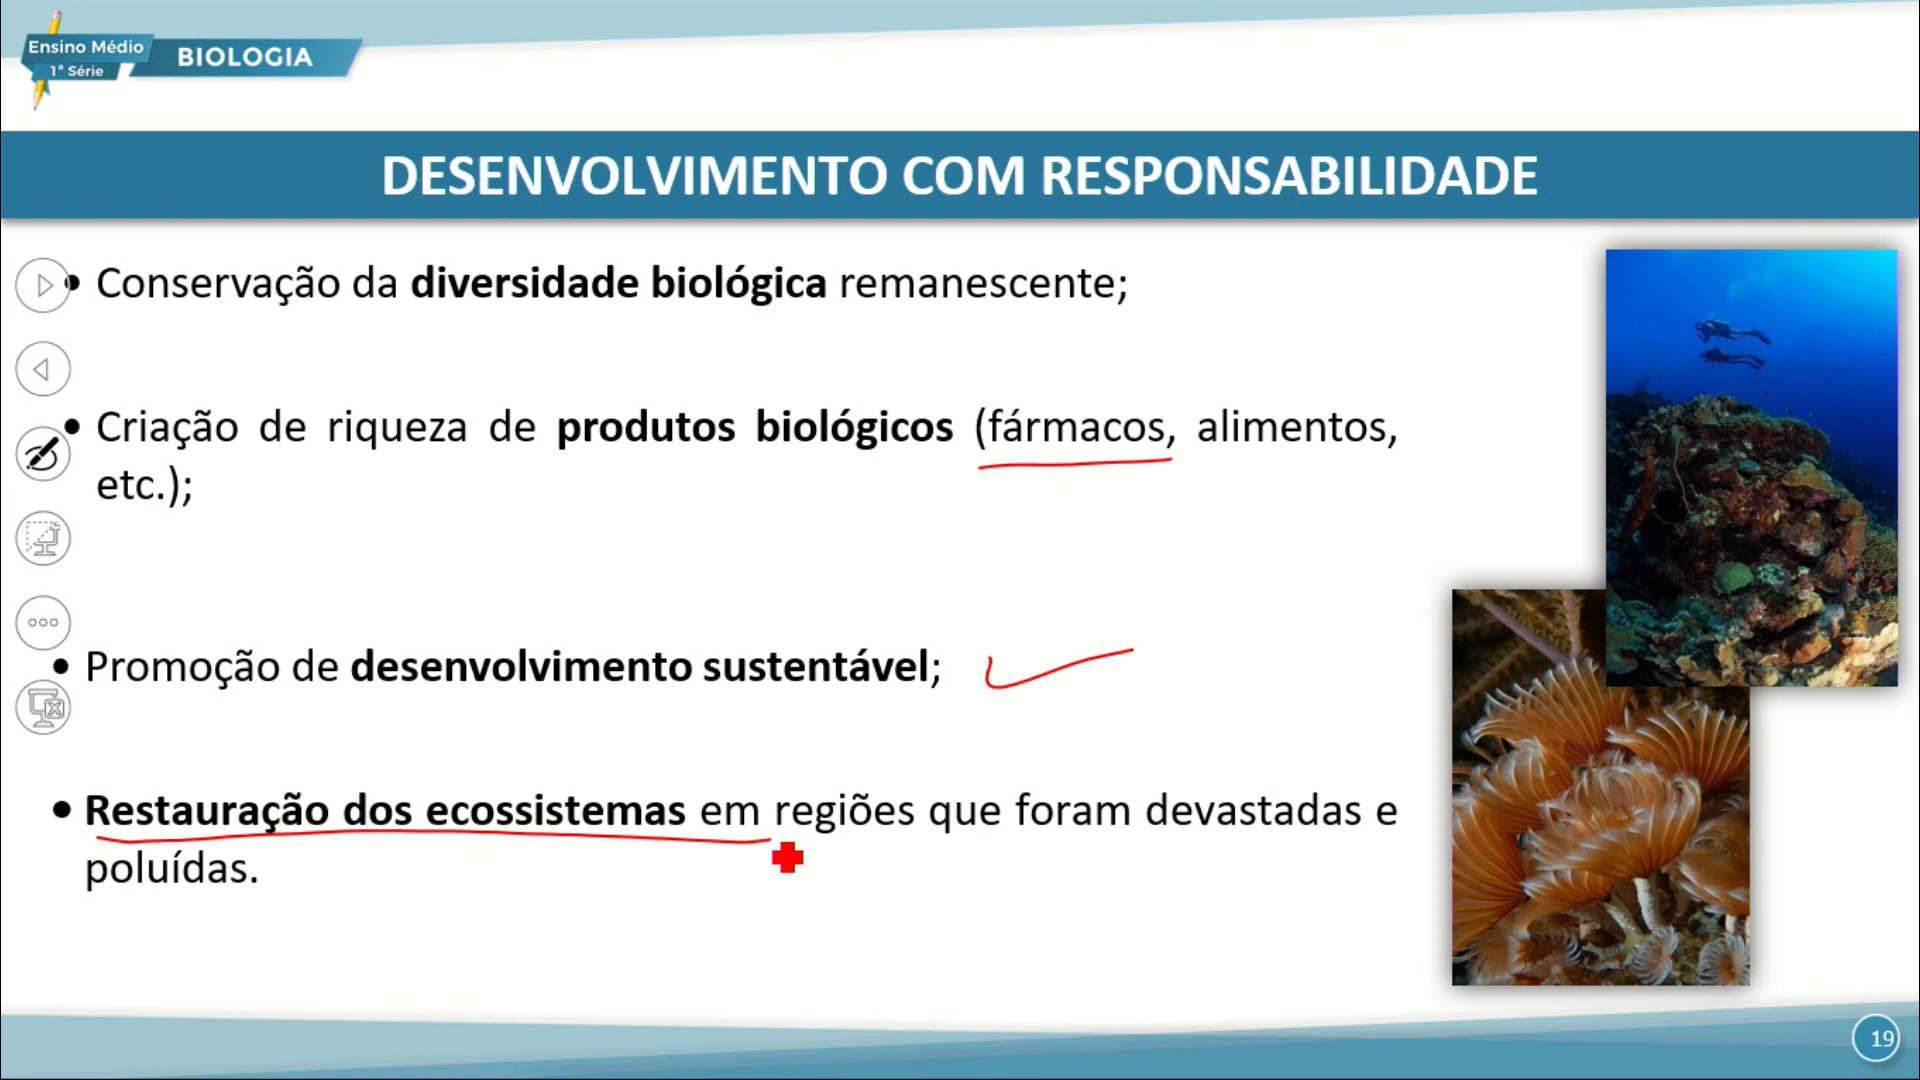 Ensino Médio
1ª Série
BIOLOGIA
DESENVOLVIMENTO COM RESPONSABILIDADE
• Conservação da diversidade biológica remanescente;
• Criação de riqueza de produtos biológicos (fármacos, alimentos,
etc.);
• Promoção de desenvolvimento sustentável;
• Restauração dos ecossistemas em regiões que foram devastadas e
poluídas.
19